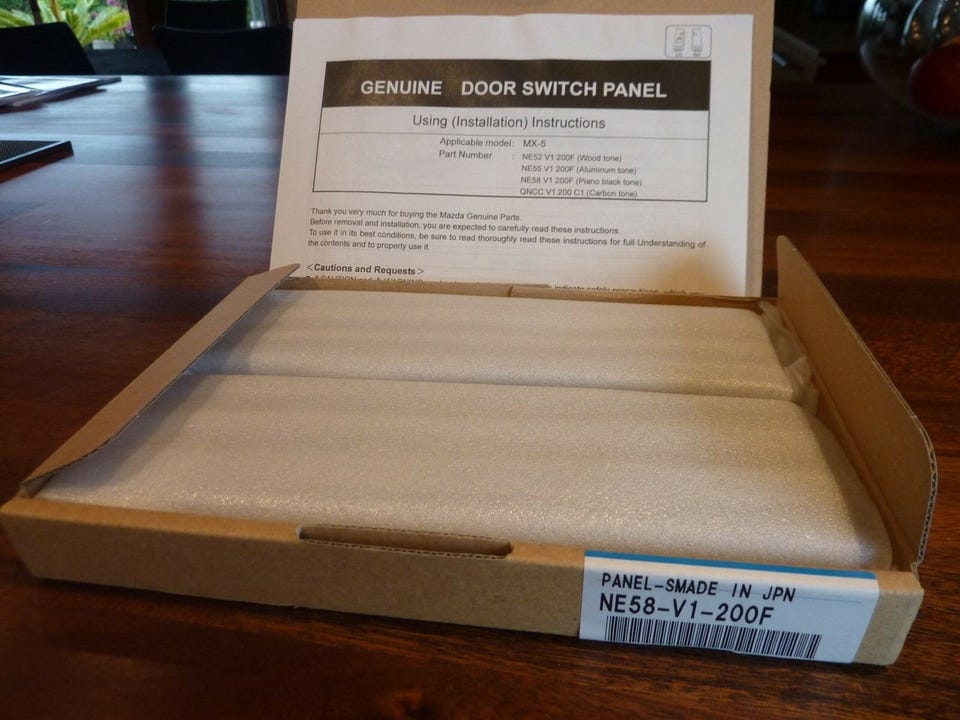 GENUINE DOOR SWITCH PANEL
Using (Installation) Instructions
Applicable model: MX-5
Part Number : NE52 V1 200F (Wood tone)
NE55 V1 200F (Aluminum tone)
NE58 V1 200F (Piano black tone)
QNCC V1 200 C1 (Carbon tone)
Thank you very much for buying the Mazda Genuine Parts.
Before removal and installation, you are expected to carefully read these instructions.
To use it in its best conditions, be sure to read thoroughly read these instructions for full Understanding of
the contents and to properly use it.
<Cautions and Requests>
PANEL-SMADE IN JPN
NE58-V1-200F